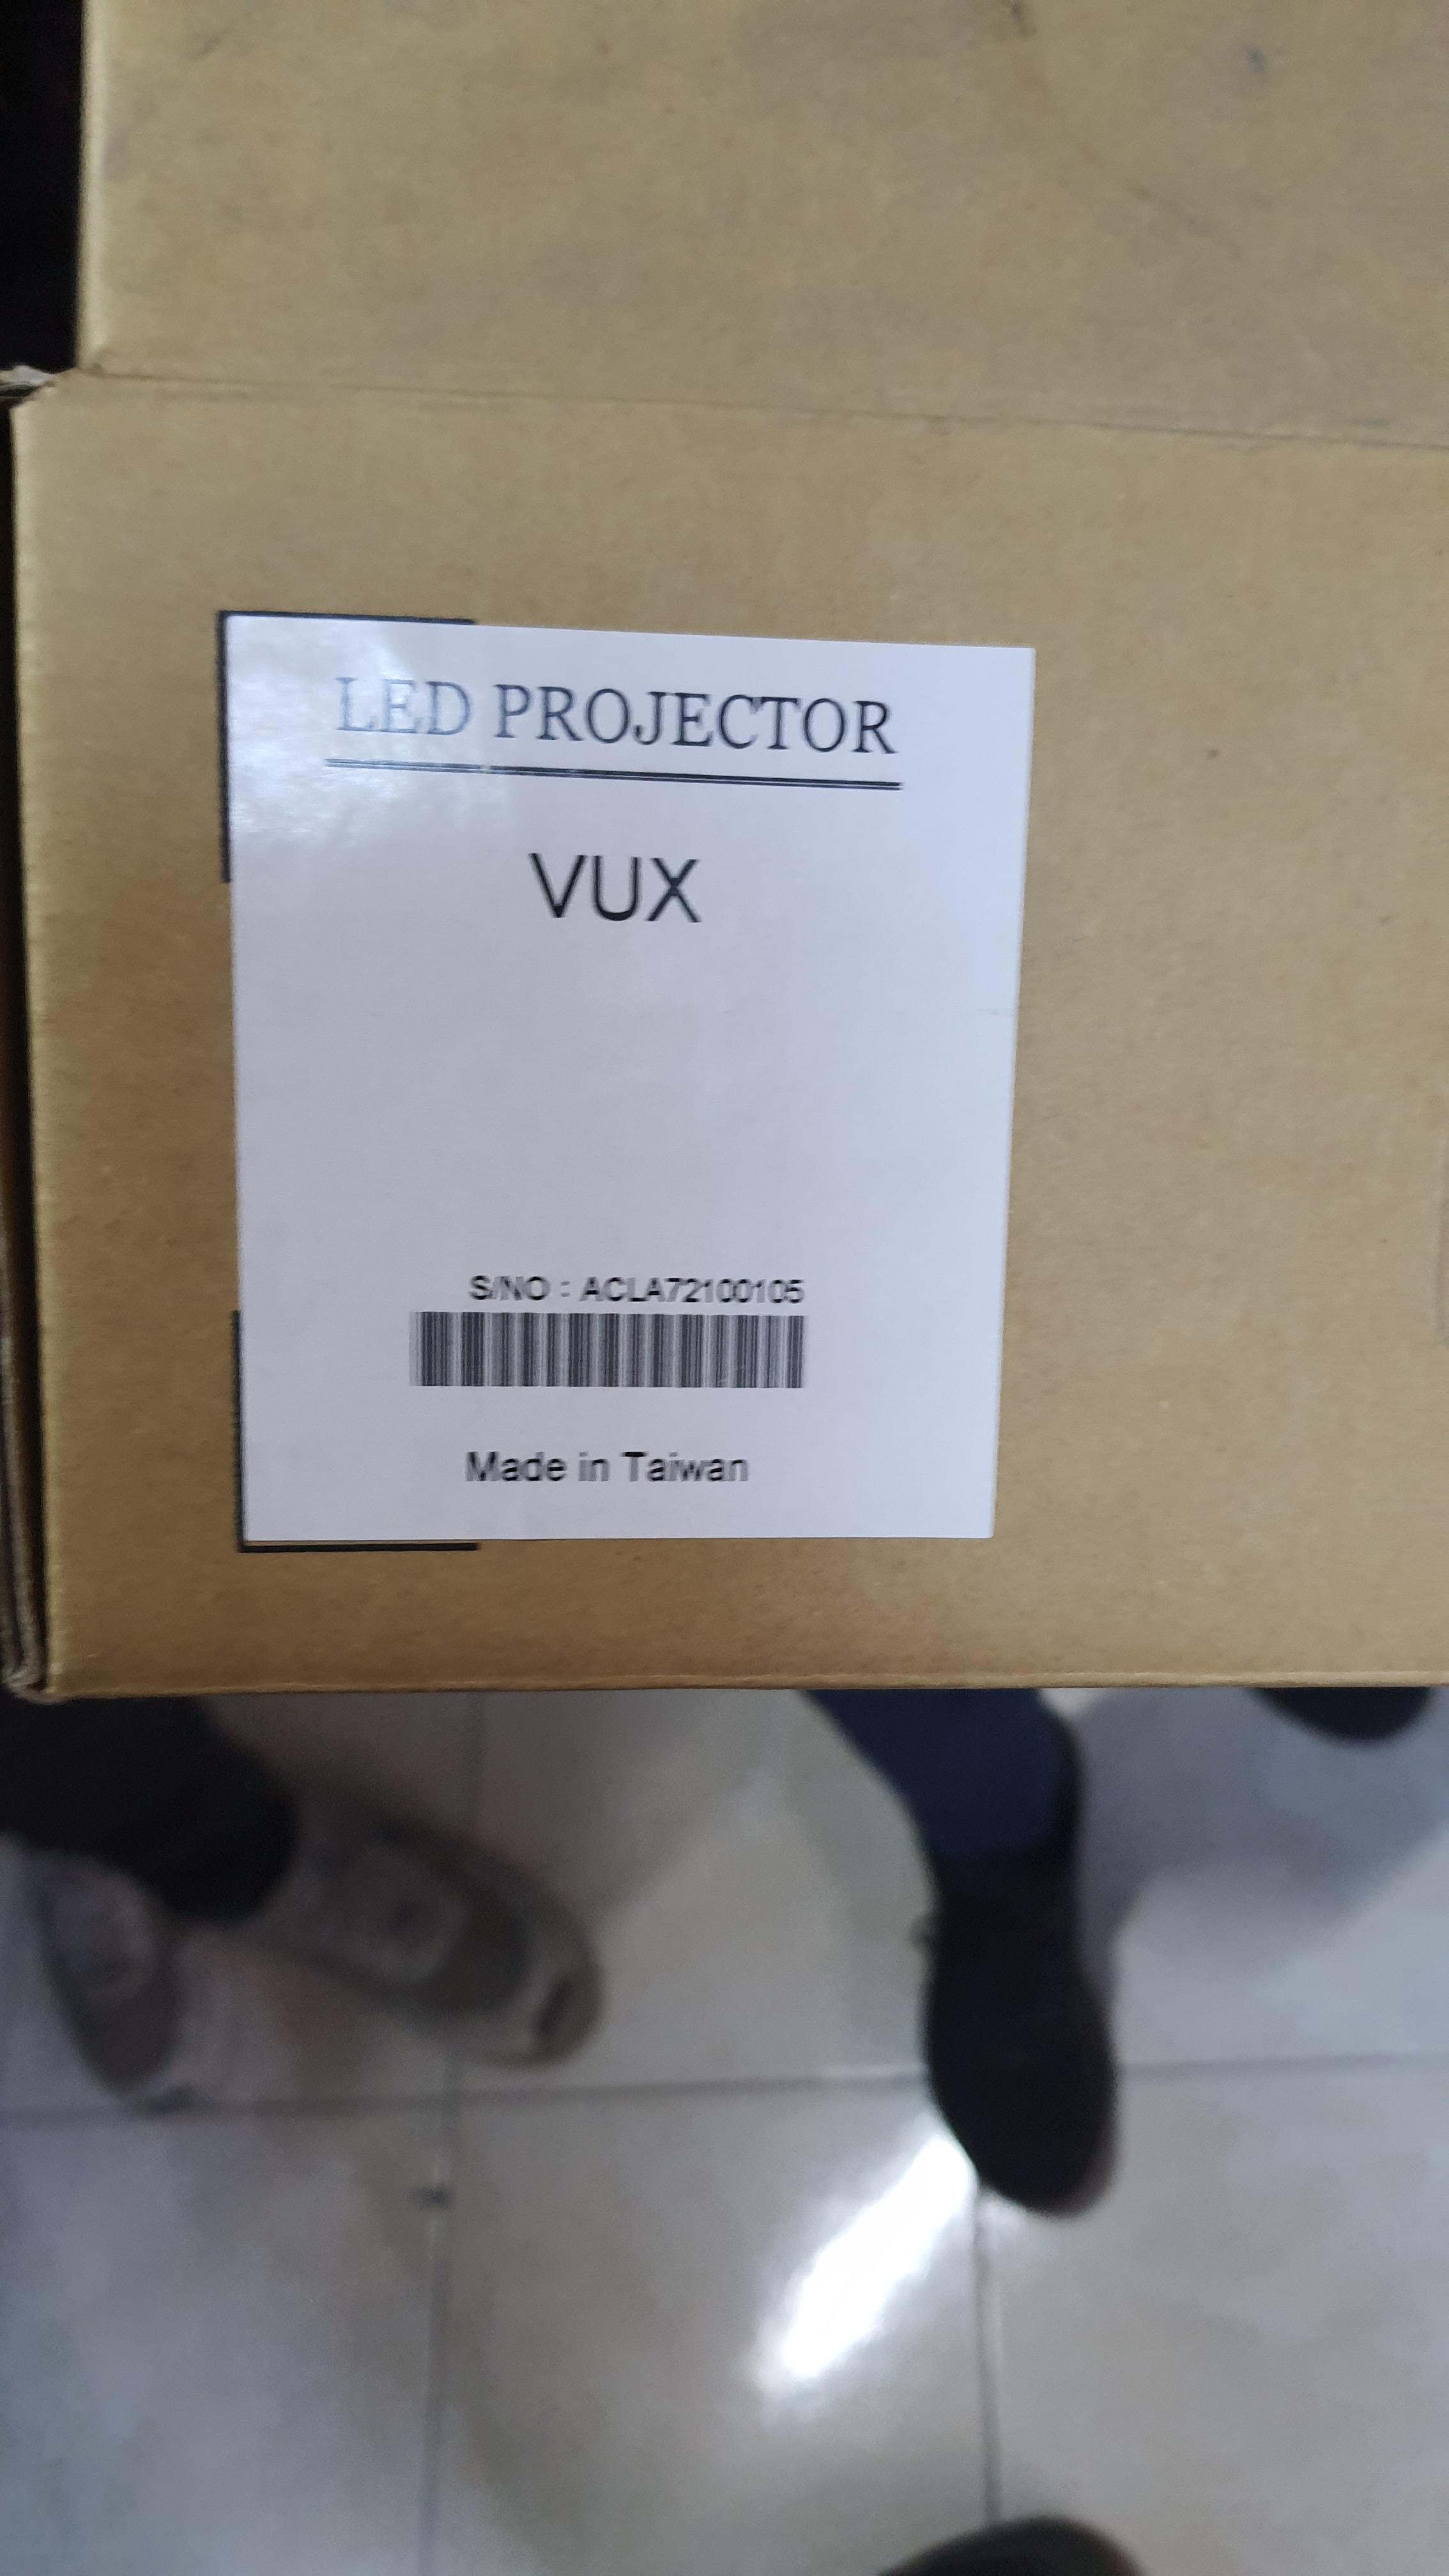 LED PROJECTOR
VUX
S/NO : ACLA72100105
Made in Taiwan